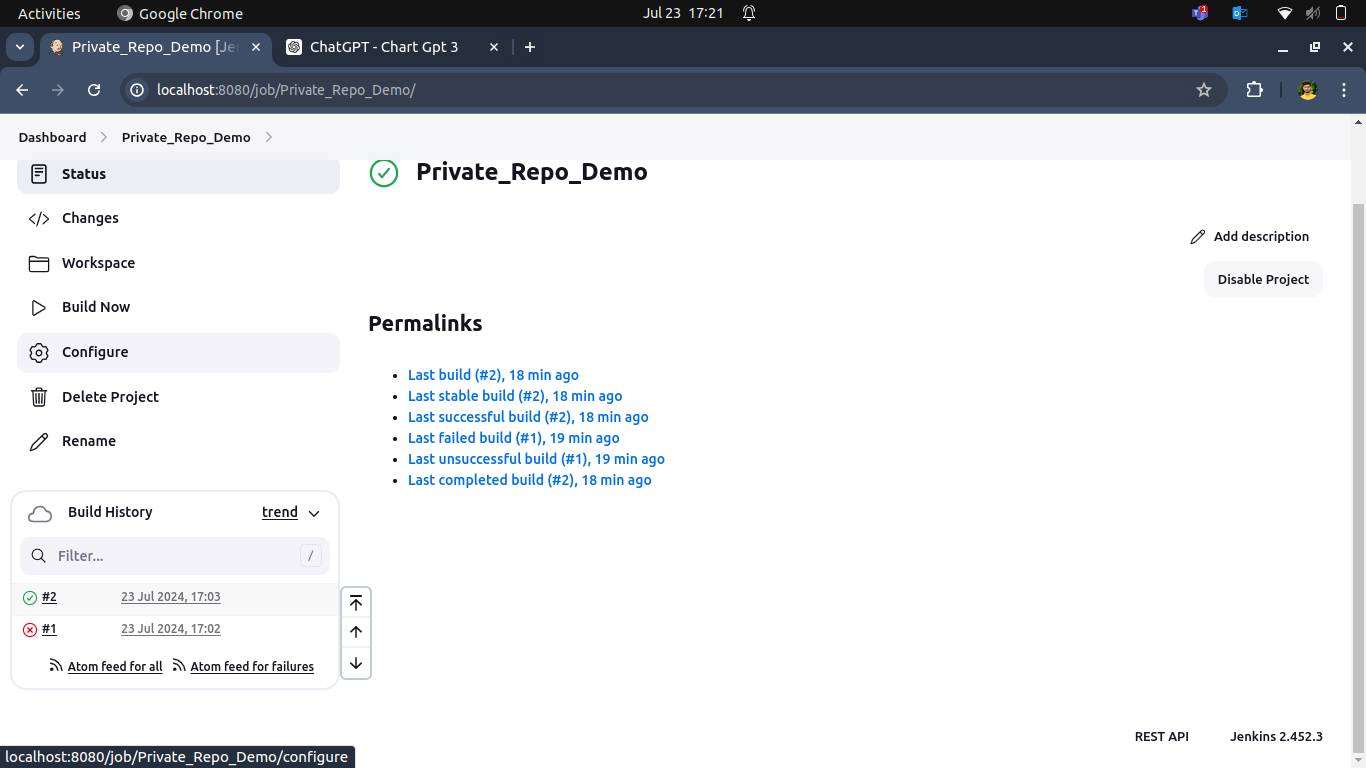 Activities Google Chrome Jul 23 17:21 1
Private_Repo_Demo [Je ChatGPT - Chart Gpt 3
localhost:8080/job/Private_Repo_Demo/
Dashboard Private_Repo_Demo
Status
Changes
Workspace
Build Now
Configure
Delete Project
Rename
Build History trend
Filter... /
#2 23 Jul 2024, 17:03
#1 23 Jul 2024, 17:02
Atom feed for all Atom feed for failures
Private_Repo_Demo
Add description
Disable Project
Permalinks
• Last build (#2), 18 min ago
• Last stable build (#2), 18 min ago
• Last successful build (#2), 18 min ago
• Last failed build (#1), 19 min ago
• Last unsuccessful build (#1), 19 min ago
• Last completed build (#2), 18 min ago
REST API Jenkins 2.452.3
localhost:8080/job/Private_Repo_Demo/configure